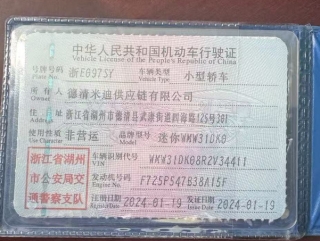 中华人民共和国机动车行驶证
Vehicle License of the People's Republic of China
号牌号码 浙E097SY 车辆类型 小型轿车
Plate No. Vehicle Type
所有人 德清米迪供应链有限公司
Owner
住址 浙江省湖州市德清县武康街道
使用性质 非营运 品牌型号 迷你WMW31DK0
Use Character Model
浙江省湖州
市公安局交
通警察支队
车辆识别代号
VIN
发动机号码
Engine No.
注册日期 2024-01-19 发证日期 2024-01-19
Register Date Issue Date